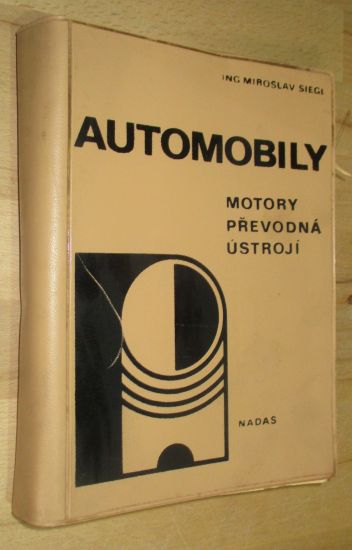 ING MIROSLAV SIEGL
AUTOMOBILY
MOTORY
PŘEVODNÁ
ÚSTROJÍ
NADAS